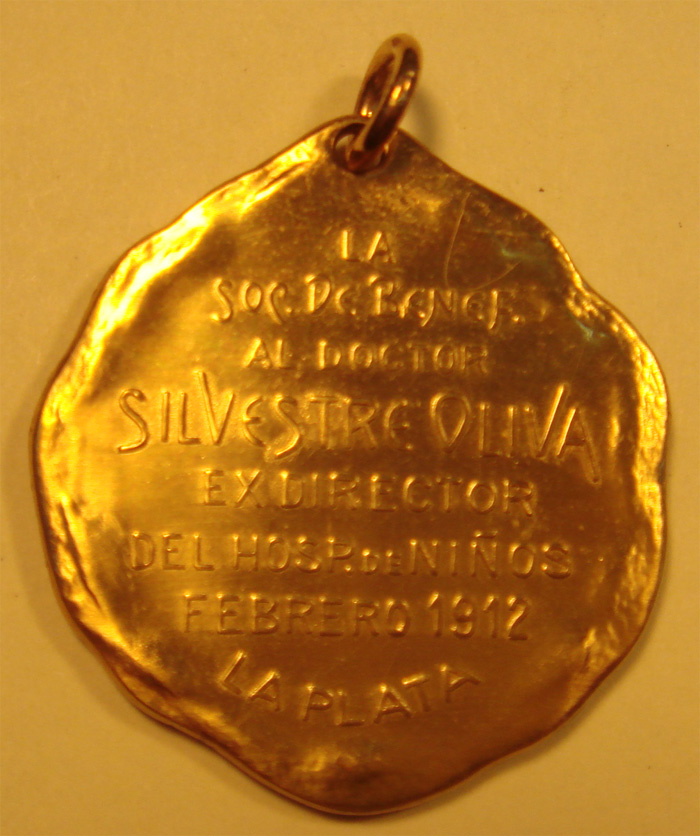 LA
SOC. DE BENEF.
AL DOCTOR
SILVESTRE OLIVA
EX DIRECTOR
DEL HOSP. DE NIÑOS
FEBRERO 1912
LA PLATA